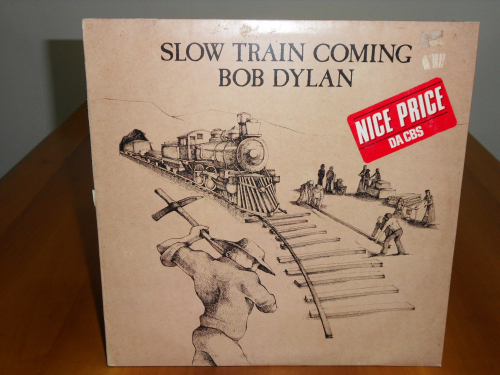 SLOW TRAIN COMING
BOB DYLAN
NICE PRICE
DA CBS